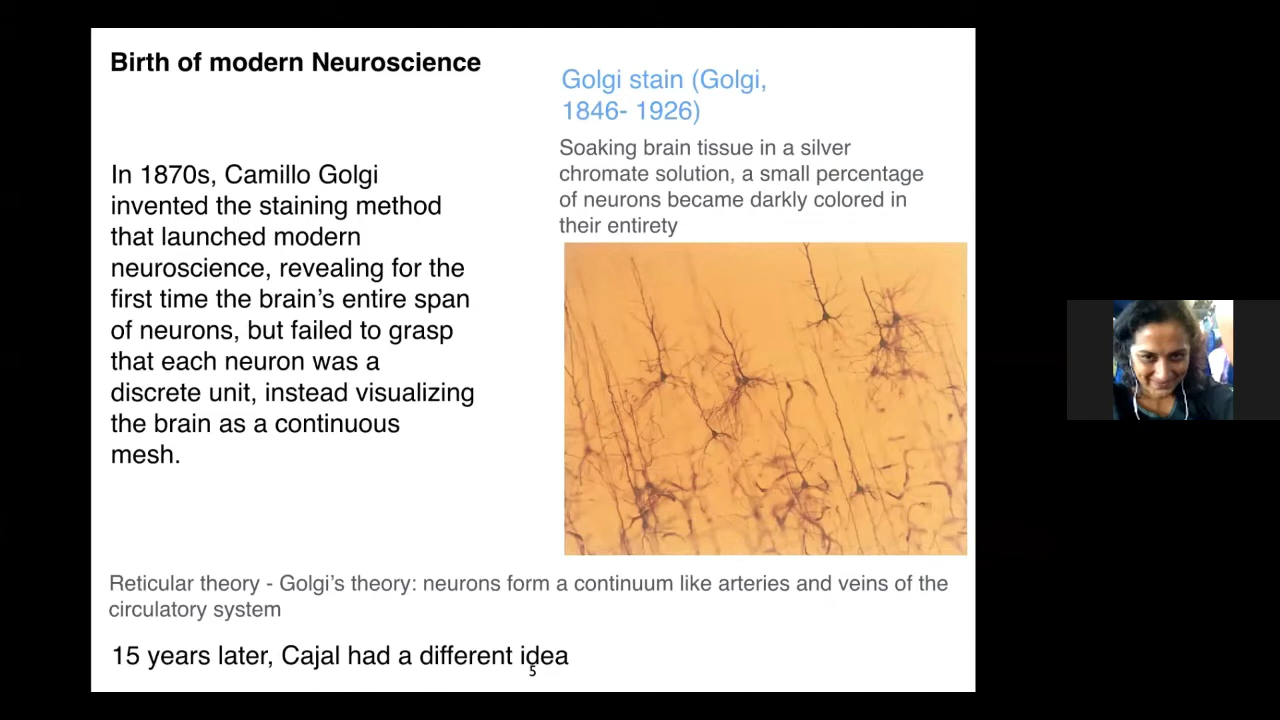 Birth of modern Neuroscience
In 1870s, Camillo Golgi
invented the staining method
that launched modern
neuroscience, revealing for the
first time the brain's entire span
of neurons, but failed to grasp
that each neuron was a
discrete unit, instead visualizing
the brain as a continuous
mesh.
Golgi stain (Golgi,
1846- 1926)
Soaking brain tissue in a silver
chromate solution, a small percentage
of neurons became darkly colored in
their entirety
Reticular theory - Golgi's theory: neurons form a continuum like arteries and veins of the
circulatory system
15 years later, Cajal had a different idea
5